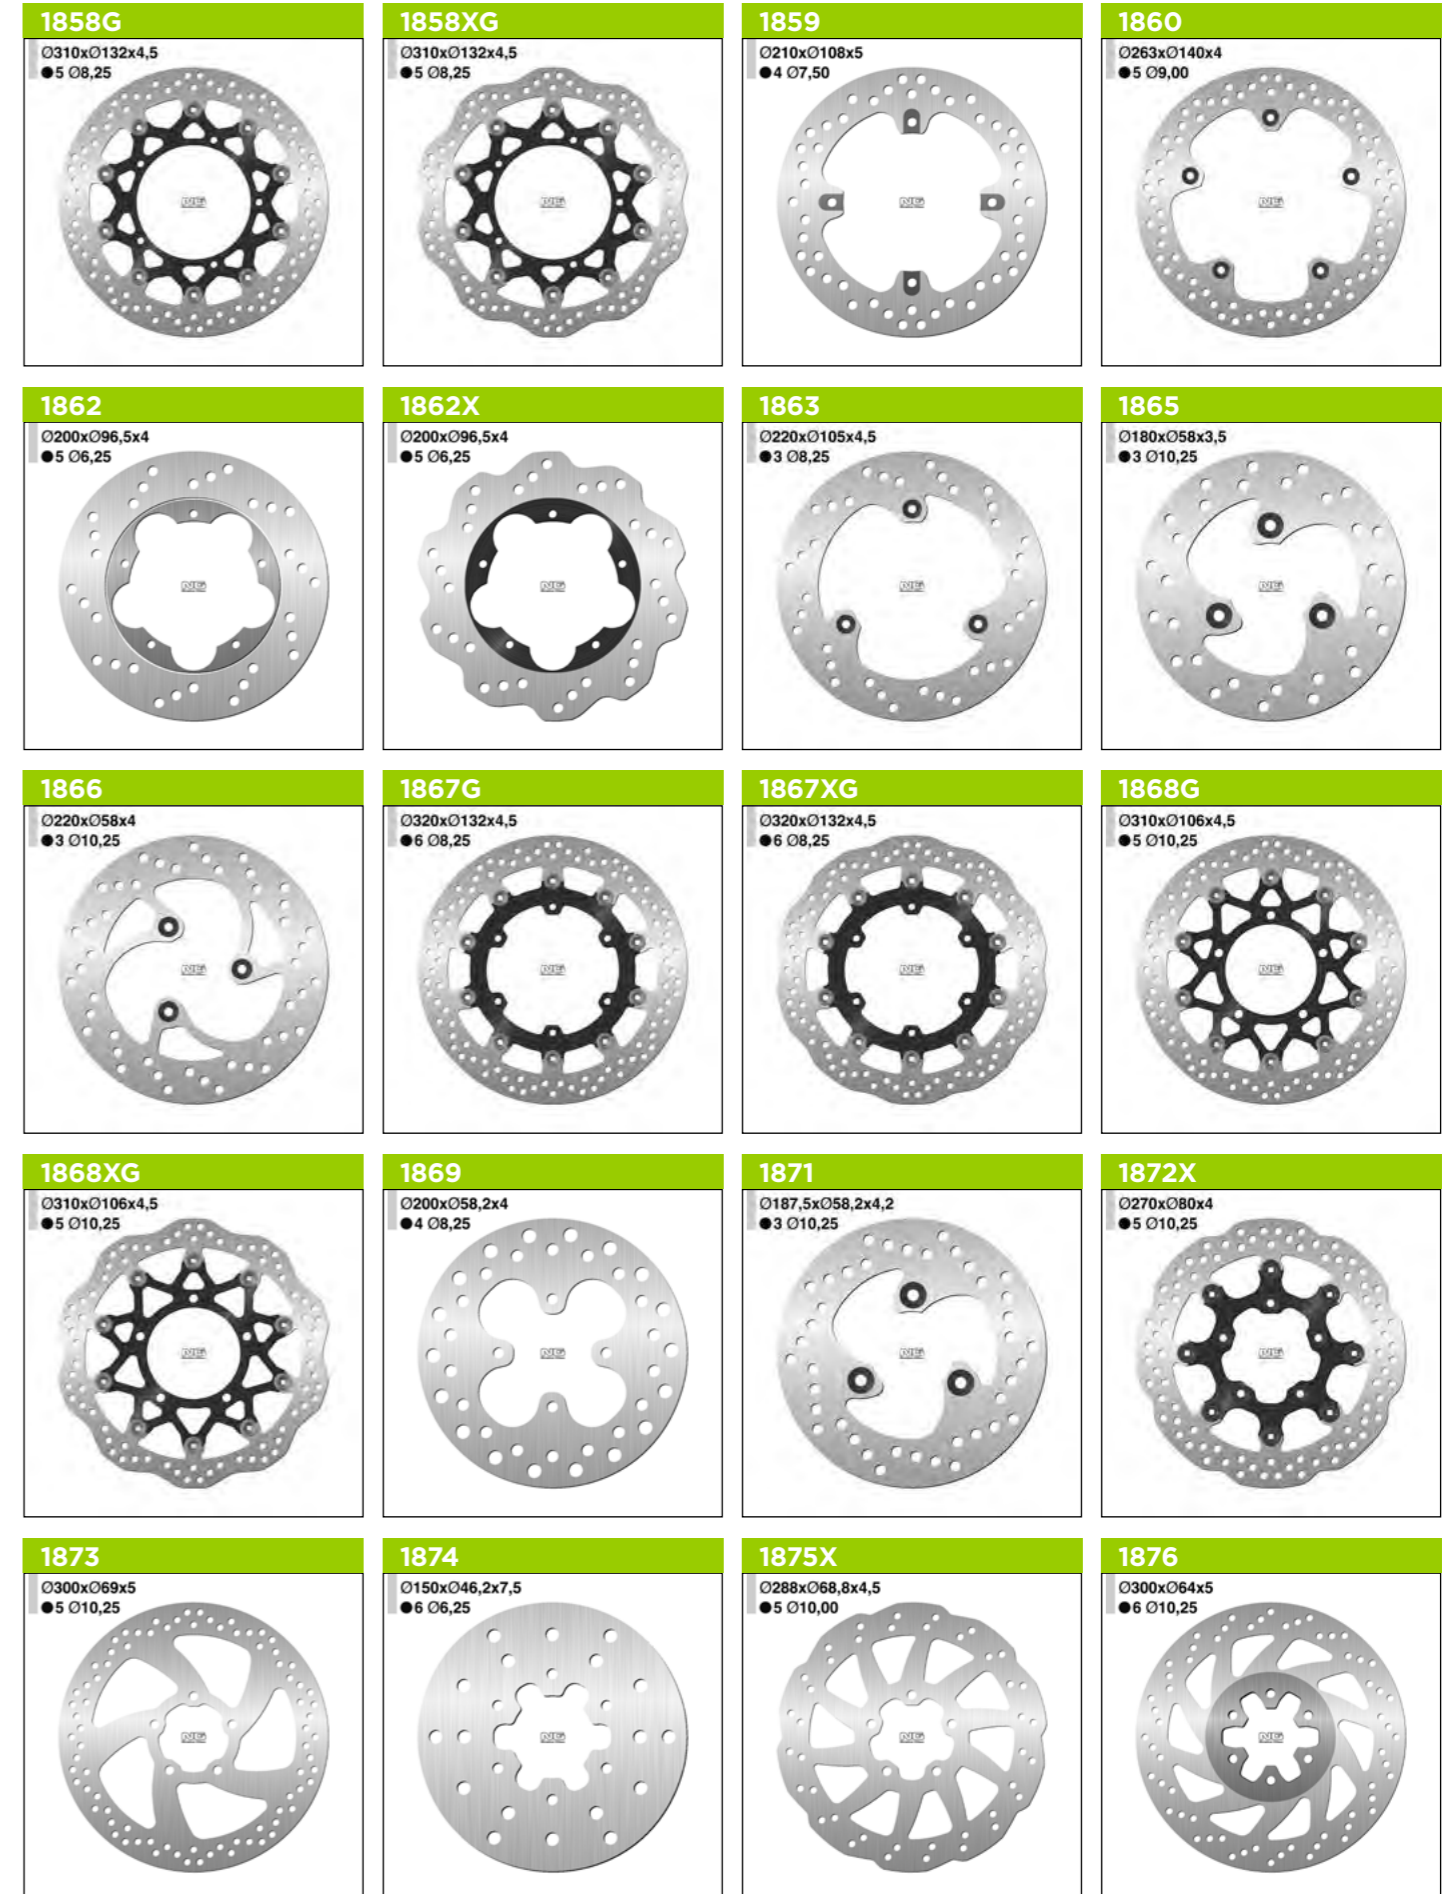 1858G
Ø310xØ132x4,5
●5 Ø8,25
1858XG
Ø310xØ132x4,5
●5 Ø8,25
1859
Ø210xØ108x5
●4 Ø7,50
1860
Ø263xØ140x4
●5 Ø9,00
1862
Ø200xØ96,5x4
●5 Ø6,25
1862X
Ø200xØ96,5x4
●5 Ø6,25
1863
Ø220xØ105x4,5
●3 Ø8,25
1865
Ø180xØ58x3,5
●3 Ø10,25
1866
Ø220xØ58x4
●3 Ø10,25
1867G
Ø320xØ132x4,5
●6 Ø8,25
1867XG
Ø320xØ132x4,5
●6 Ø8,25
1868G
Ø310xØ106x4,5
●5 Ø10,25
1868XG
Ø310xØ106x4,5
●5 Ø10,25
1869
Ø200xØ58,2x4
●4 Ø8,25
1871
Ø187,5xØ58,2x4,2
●3 Ø10,25
1872X
Ø270xØ80x4
●5 Ø10,25
1873
Ø300xØ69x5
●5 Ø10,25
1874
Ø150xØ46,2x7,5
●6 Ø6,25
1875X
Ø288xØ68,8x4,5
●5 Ø10,00
1876
Ø300xØ64x5
●6 Ø10,25